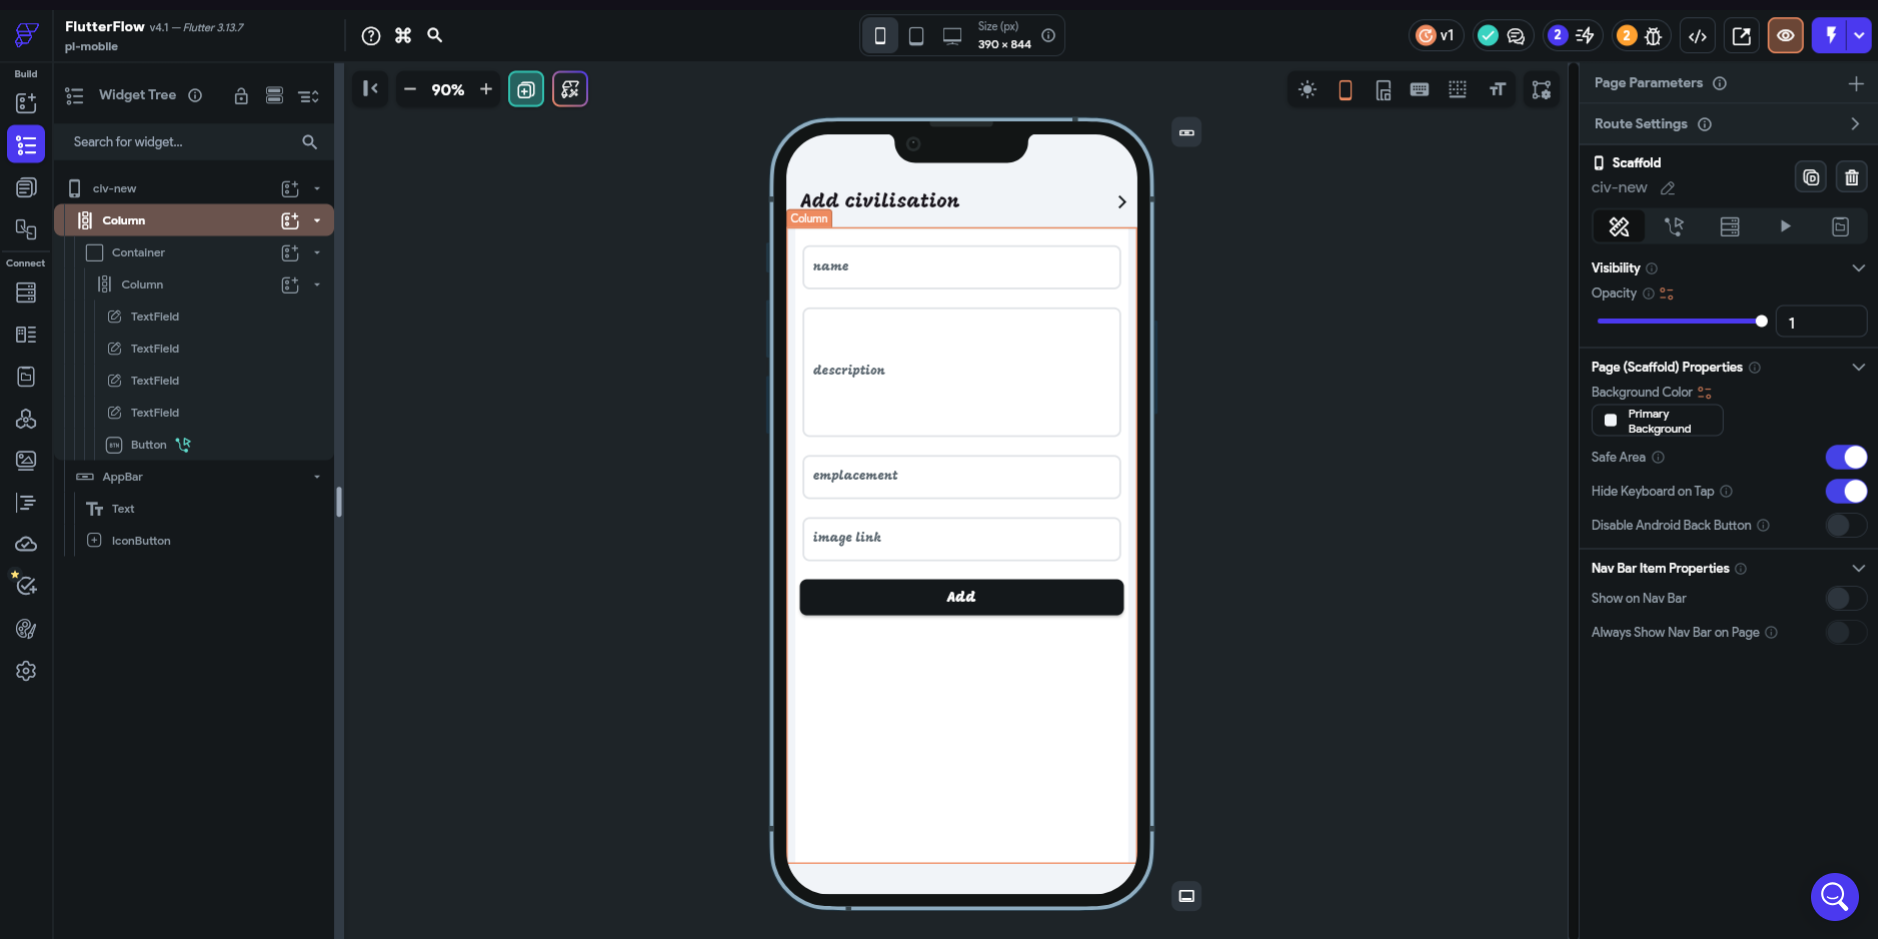 FlutterFlow v4.1 — Flutter 3.13.7
pl-mobile
Size (px)
390 × 844
v1
2
2
Build
Connect
Widget Tree
Search for widget...
civ-new
Column
Container
Column
TextField
TextField
TextField
TextField
BTN
Button
AppBar
Text
IconButton
90%
Add civilisation
Column
name
description
emplacement
image link
Add
Page Parameters
Route Settings
Scaffold
civ-new
Visibility
Opacity
1
Page (Scaffold) Properties
Background Color
Primary
Background
Safe Area
Hide Keyboard on Tap
Disable Android Back Button
Nav Bar Item Properties
Show on Nav Bar
Always Show Nav Bar on Page